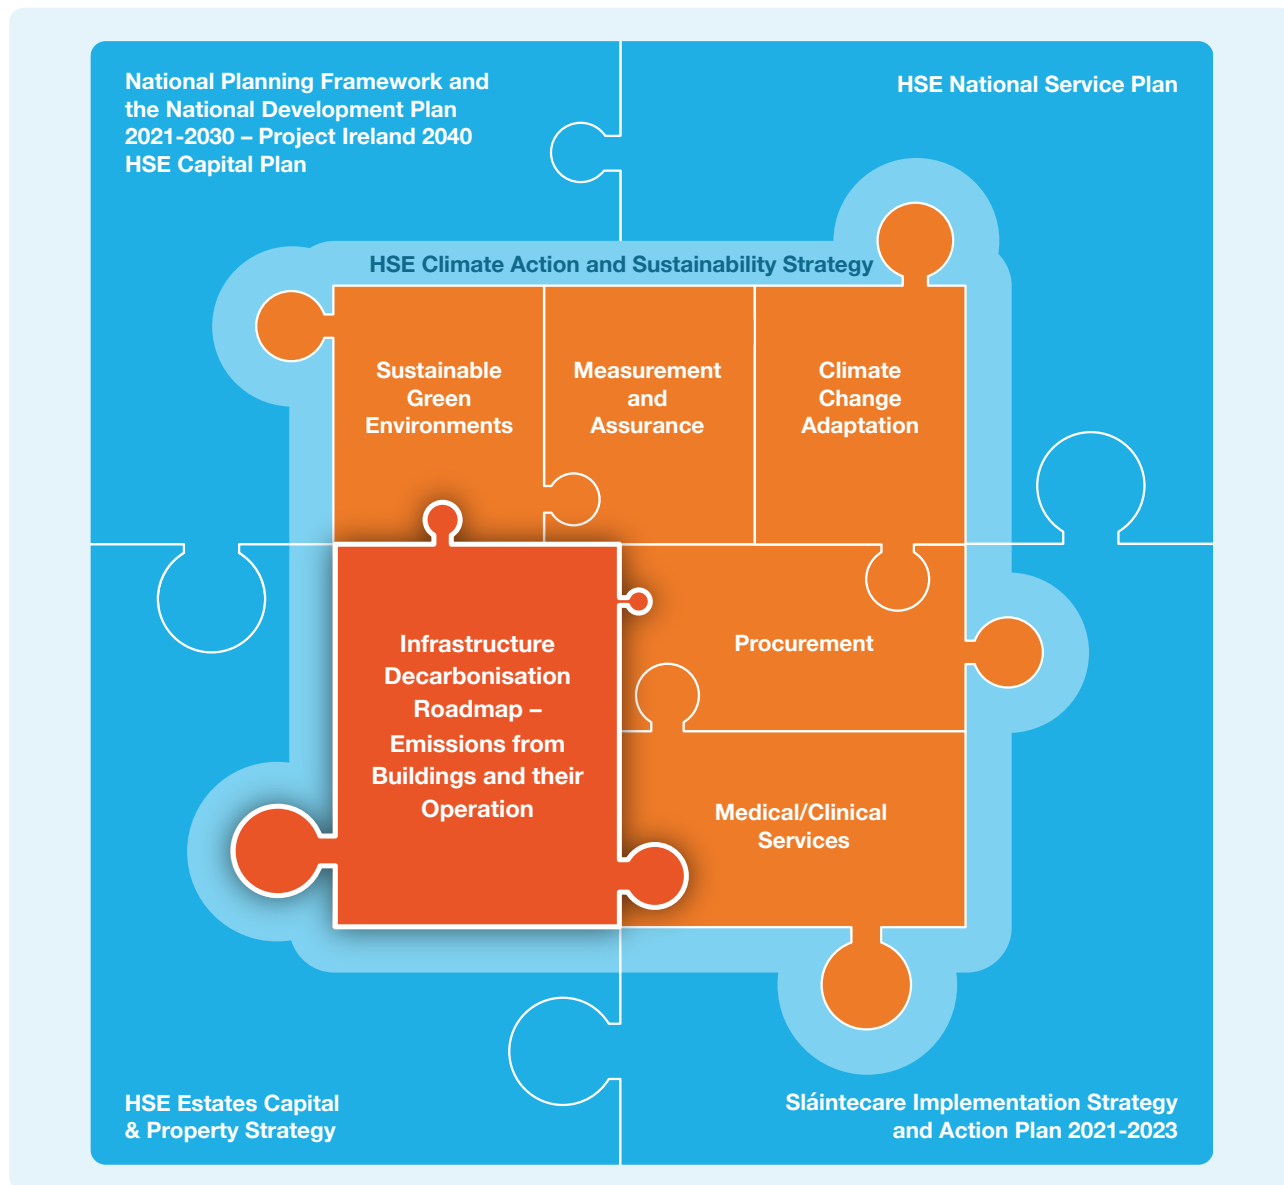 National Planning Framework and
the National Development Plan
2021-2030 – Project Ireland 2040
HSE Capital Plan
HSE National Service Plan
HSE Climate Action and Sustainability Strategy
Sustainable
Green
Environments
Measurement
and
Assurance
Climate
Change
Adaptation
Infrastructure
Decarbonisation
Roadmap –
Emissions from
Buildings and their
Operation
Procurement
Medical/Clinical
Services
HSE Estates Capital
& Property Strategy
Sláintecare Implementation Strategy
and Action Plan 2021-2023